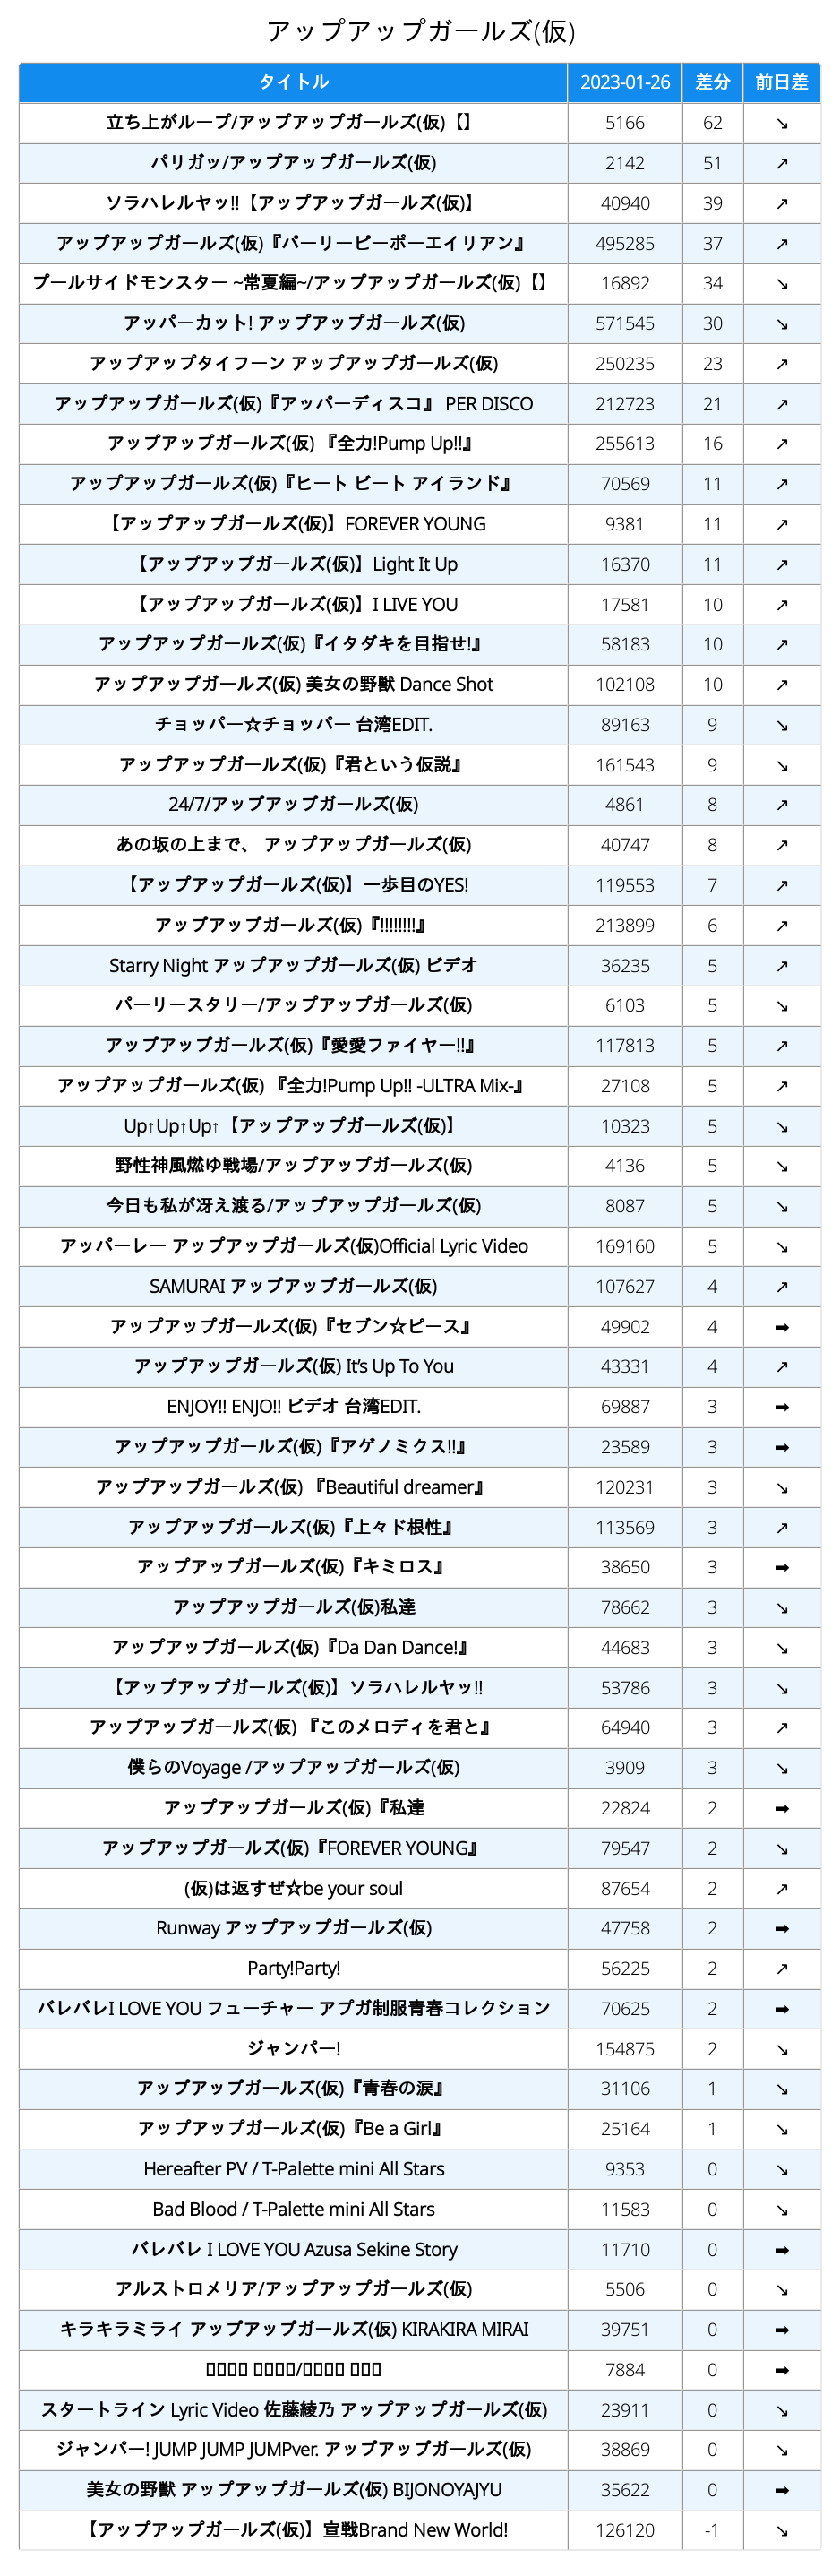 アップアップガールズ(仮)
タイトル 2023-01-26 差分 前日差
立ち上がループ/アップアップガールズ(仮)【】 5166 62 ↘
パリガッ/アップアップガールズ(仮) 2142 51 ↗
ソラハレルヤッ!!【アップアップガールズ(仮)】 40940 39 ↗
アップアップガールズ(仮)『パーリーピーポーエイリアン』 495285 37 ↗
プールサイドモンスター ~常夏編~/アップアップガールズ(仮)【】 16892 34 ↘
アッパーカット! アップアップガールズ(仮) 571545 30 ↘
アップアップタイフーン アップアップガールズ(仮) 250235 23 ↗
アップアップガールズ(仮)『アッパーディスコ』 PER DISCO 212723 21 ↗
アップアップガールズ(仮) 『全力!Pump Up!!』 255613 16 ↗
アップアップガールズ(仮)『ヒート ビート アイランド』 70569 11 ↗
【アップアップガールズ(仮)】FOREVER YOUNG 9381 11 ↗
【アップアップガールズ(仮)】Light It Up 16370 11 ↗
【アップアップガールズ(仮)】I LIVE YOU 17581 10 ↗
アップアップガールズ(仮)『イタダキを目指せ!』 58183 10 ↗
アップアップガールズ(仮) 美女の野獣 Dance Shot 102108 10 ↗
チョッパー☆チョッパー 台湾EDIT. 89163 9 ↘
アップアップガールズ(仮)『君という仮説』 161543 9 ↘
24/7/アップアップガールズ(仮) 4861 8 ↗
あの坂の上まで、 アップアップガールズ(仮) 40747 8 ↗
【アップアップガールズ(仮)】一歩目のYES! 119553 7 ↗
アップアップガールズ(仮)『!!!!!!!!』 213899 6 ↗
Starry Night アップアップガールズ(仮) ビデオ 36235 5 ↗
パーリースタリー/アップアップガールズ(仮) 6103 5 ↘
アップアップガールズ(仮)『愛愛ファイヤー!!』 117813 5 ↗
アップアップガールズ(仮) 『全力!Pump Up!! -ULTRA Mix-』 27108 5 ↗
Up↑Up↑Up↑【アップアップガールズ(仮)】 10323 5 ↘
野性神風燃ゆ戦場/アップアップガールズ(仮) 4136 5 ↘
今日も私が冴え渡る/アップアップガールズ(仮) 8087 5 ↘
アッパーレー アップアップガールズ(仮)Official Lyric Video 169160 5 ↘
SAMURAI アップアップガールズ(仮) 107627 4 ↗
アップアップガールズ(仮)『セブン☆ピース』 49902 4 ➡
アップアップガールズ(仮) It’s Up To You 43331 4 ↗
ENJOY!! ENJO!! ビデオ 台湾EDIT. 69887 3 ➡
アップアップガールズ(仮)『アゲノミクス!!』 23589 3 ➡
アップアップガールズ(仮) 『Beautiful dreamer』 120231 3 ↘
アップアップガールズ(仮)『上々ド根性』 113569 3 ↗
アップアップガールズ(仮)『キミロス』 38650 3 ➡
アップアップガールズ(仮)私達 78662 3 ↘
アップアップガールズ(仮)『Da Dan Dance!』 44683 3 ↘
【アップアップガールズ(仮)】ソラハレルヤッ!! 53786 3 ↘
アップアップガールズ(仮) 『このメロディを君と』 64940 3 ↗
僕らのVoyage /アップアップガールズ(仮) 3909 3 ↘
アップアップガールズ(仮)『私達 22824 2 ➡
アップアップガールズ(仮)『FOREVER YOUNG』 79547 2 ↘
(仮)は返すぜ☆be your soul 87654 2 ↗
Runway アップアップガールズ(仮) 47758 2 ➡
Party!Party! 56225 2 ↗
バレバレI LOVE YOU フューチャー アプガ制服青春コレクション 70625 2 ➡
ジャンパー! 154875 2 ↘
アップアップガールズ(仮)『青春の涙』 31106 1 ↘
アップアップガールズ(仮)『Be a Girl』 25164 1 ↘
Hereafter PV / T-Palette mini All Stars 9353 0 ↘
Bad Blood / T-Palette mini All Stars 11583 0 ↘
バレバレ I LOVE YOU Azusa Sekine Story 11710 0 ➡
アルストロメリア/アップアップガールズ(仮) 5506 0 ↘
キラキラミライ アップアップガールズ(仮) KIRAKIRA MIRAI 39751 0 ➡
▯▯▯▯ ▯▯▯▯/▯▯▯▯ ▯▯▯ 7884 0 ➡
スタートライン Lyric Video 佐藤綾乃 アップアップガールズ(仮) 23911 0 ↘
ジャンパー! JUMP JUMP JUMPver. アップアップガールズ(仮) 38869 0 ↘
美女の野獣 アップアップガールズ(仮) BIJONOYAJYU 35622 0 ➡
【アップアップガールズ(仮)】宣戦Brand New World! 126120 -1 ↘